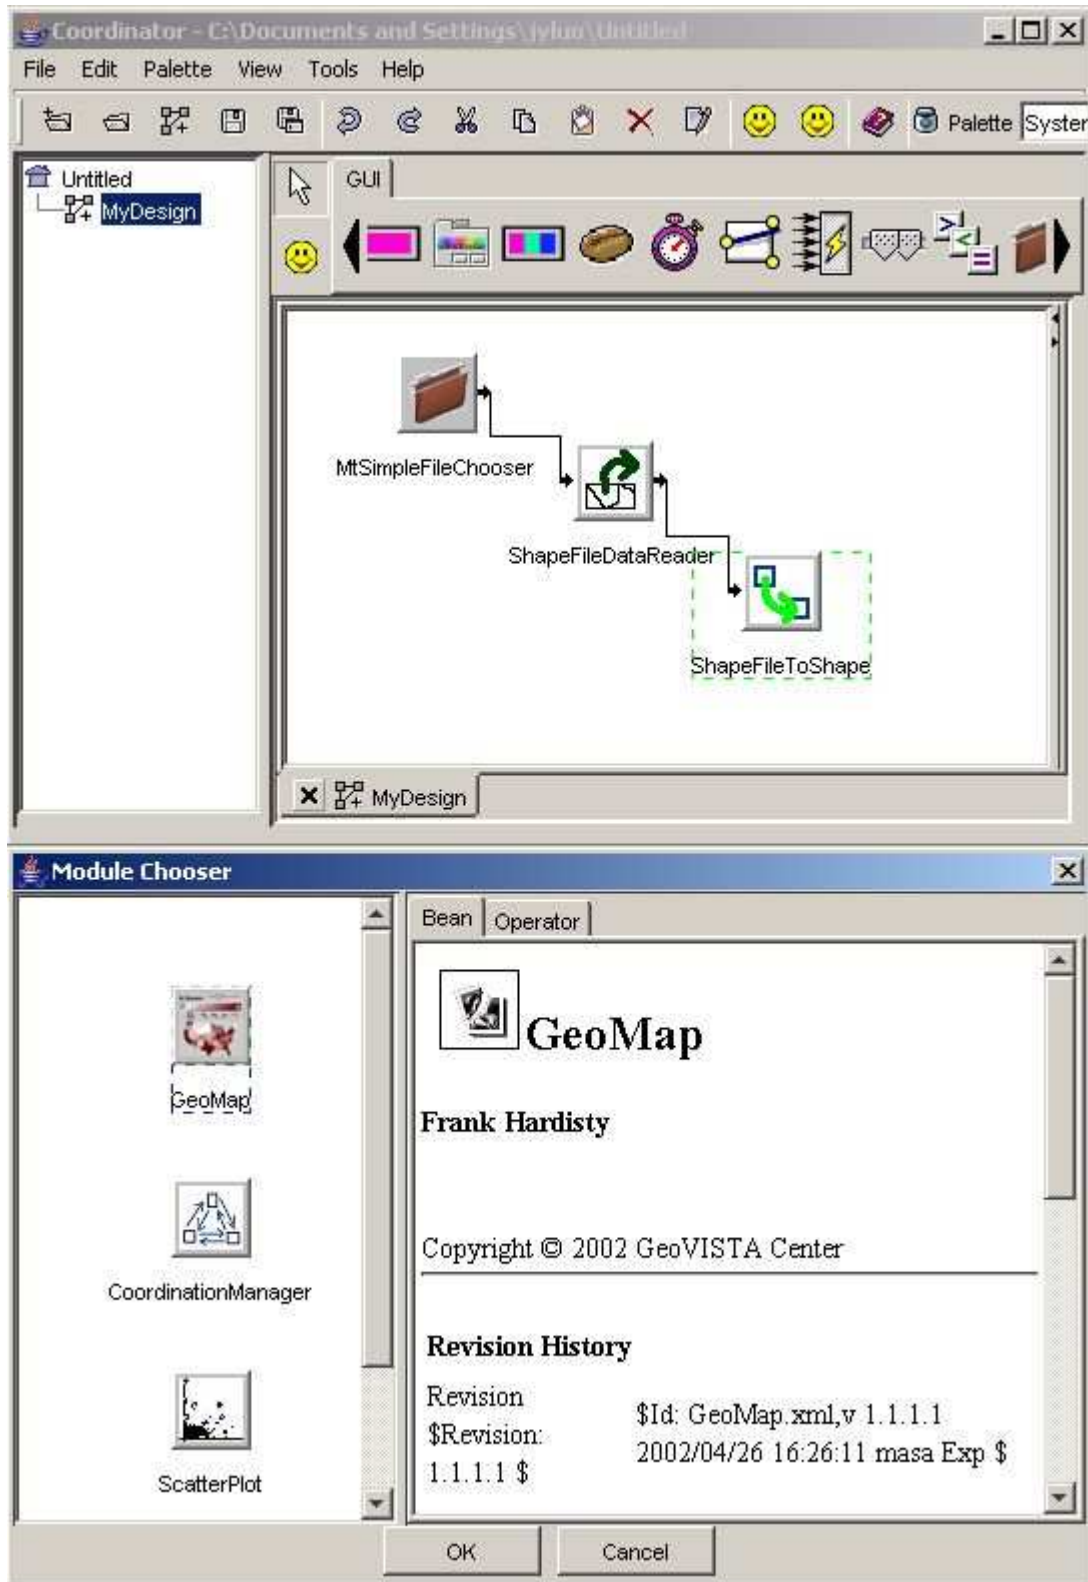 Coordinator - C:\Documents and Settings\jyluo\Untitled
File Edit Palette View Tools Help
Palette System
Untitled
MyDesign
GUI
MtSimpleFileChooser
ShapeFileDataReader
ShapeFileToShape
MyDesign
Module Chooser
GeoMap
CoordinationManager
ScatterPlot
Bean Operator
GeoMap
Frank Hardisty
Copyright © 2002 GeoVISTA Center
Revision History
Revision
$Revision:
1.1.1.1 $
$Id: GeoMap.xml,v 1.1.1.1
2002/04/26 16:26:11 masa Exp $
OK Cancel